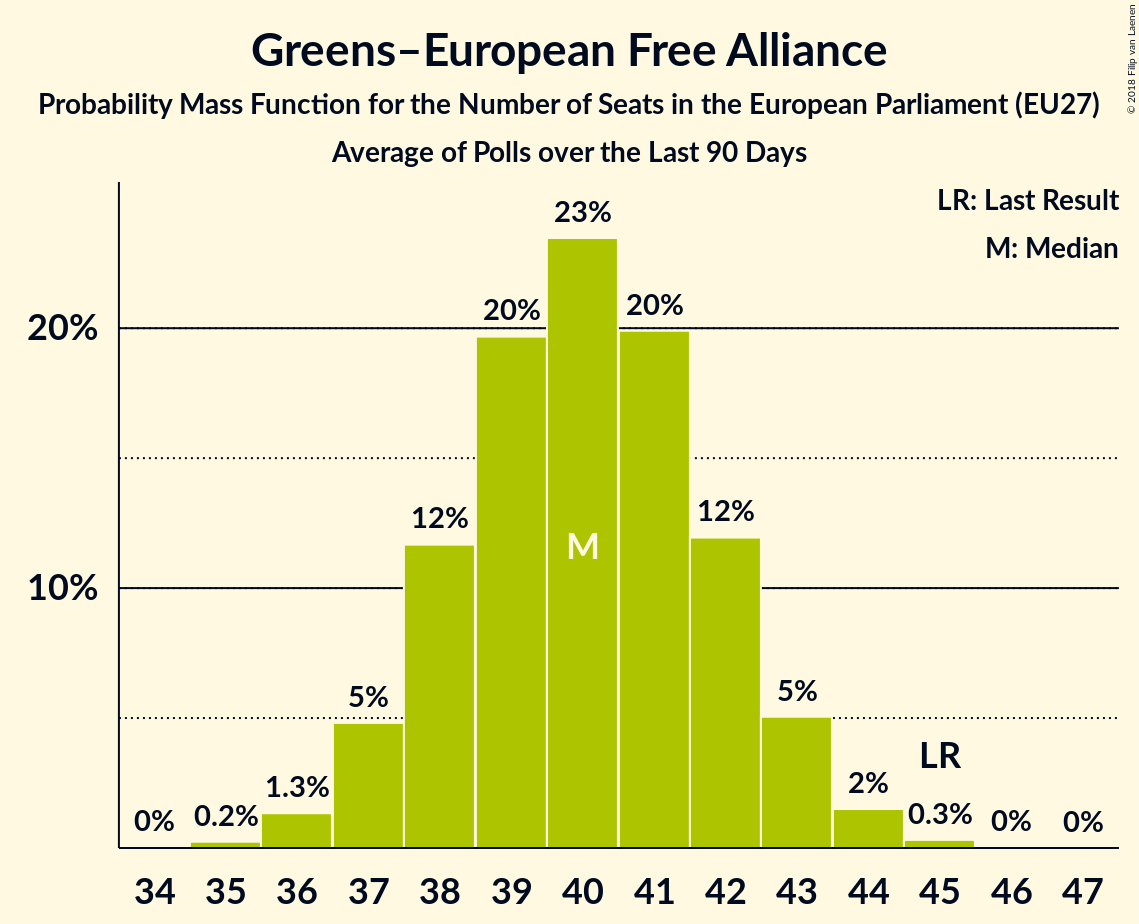 Greens–European Free Alliance
Probability Mass Function for the Number of Seats in the European Parliament (EU27)
Average of Polls over the Last 90 Days
© 2018 Filip van Laenen
LR: Last Result
M: Median
23%
20% 20%
20%
12% 12%
M
10%
5% 5%
LR
1.3% 2%
0% 0.2% 0.3% 0% 0%
34 35 36 37 38 39 40 41 42 43 44 45 46 47